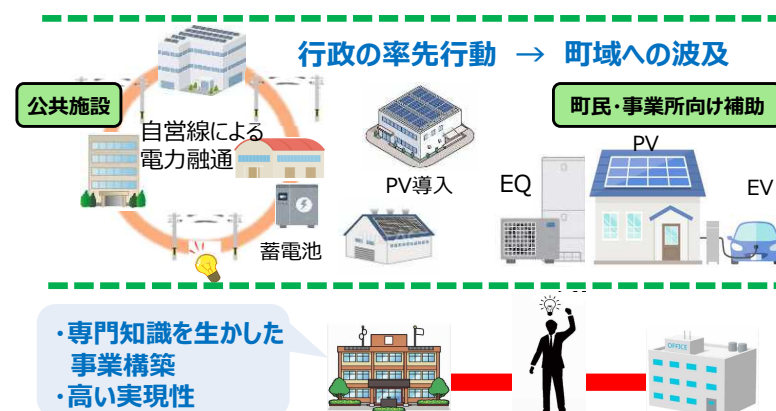 行政の率先行動 → 町域への波及
公共施設
町民・事業所向け補助
自営線による
電力融通
蓄電池
PV導入
EQ
PV
EV
・専門知識を生かした
事業構築
・高い実現性
OFFICE